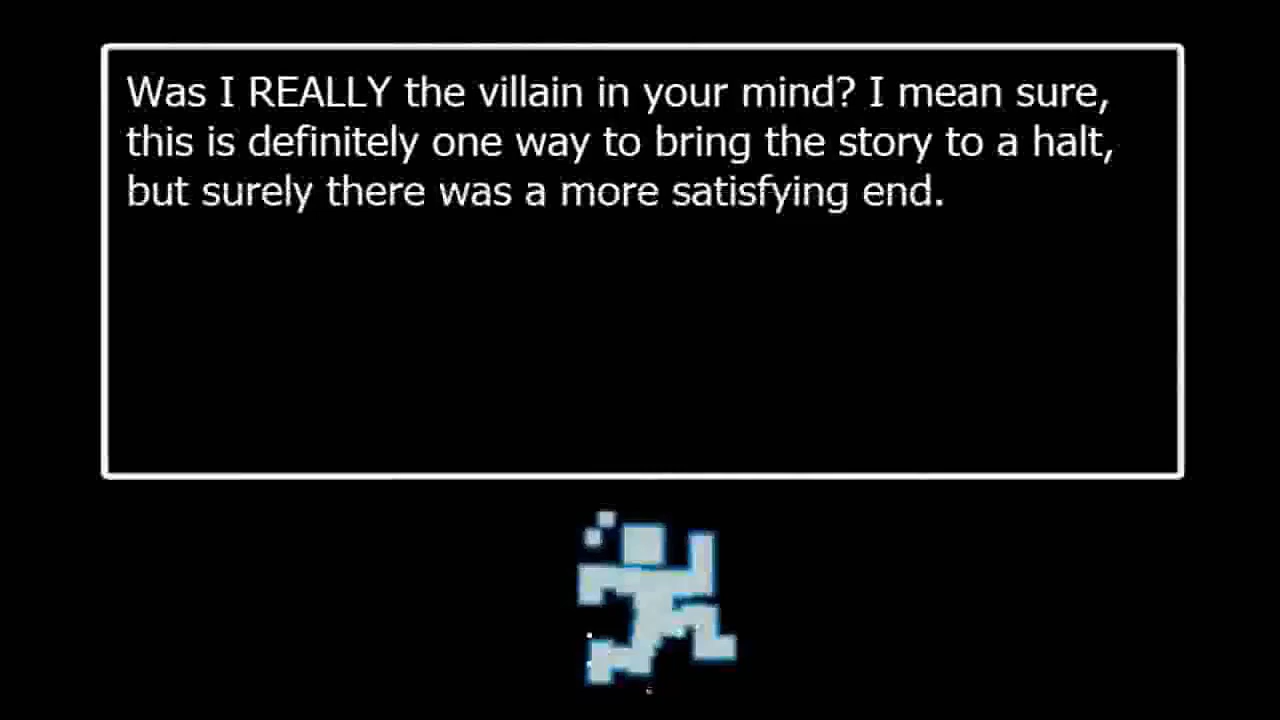 Was I REALLY the villain in your mind? I mean sure,
this is definitely one way to bring the story to a halt,
but surely there was a more satisfying end.